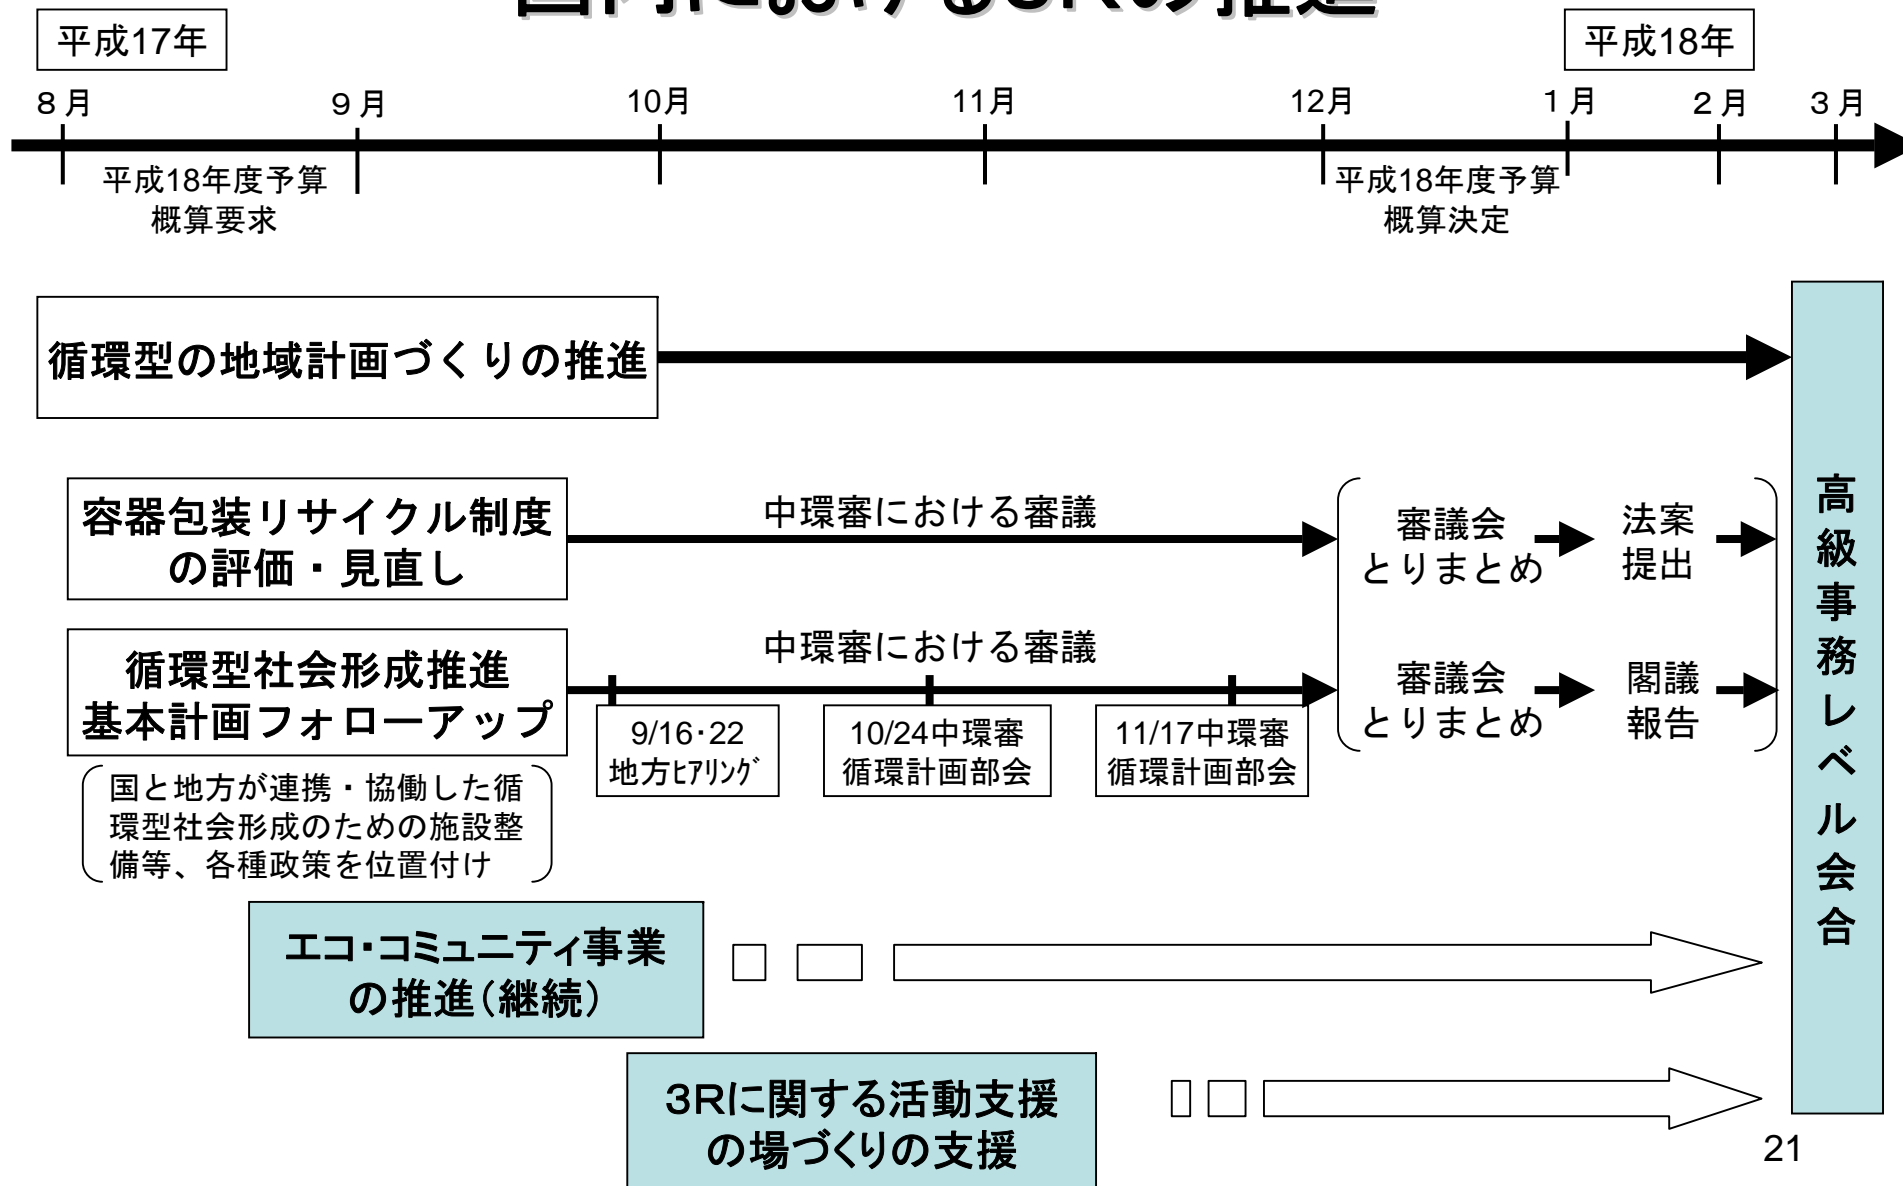 国内における3Rの推進
平成17年
平成18年
８月
９月
10月
11月
12月
１月
２月
３月
平成18年度予算
概算要求
平成18年度予算
概算決定
循環型の地域計画づくりの推進
容器包装リサイクル制度
の評価・見直し
中環審における審議
審議会
とりまとめ
法案
提出
循環型社会形成推進
基本計画フォローアップ
中環審における審議
審議会
とりまとめ
閣議
報告
9/16･22
地方ﾋｱﾘﾝｸﾞ
10/24中環審
循環計画部会
11/17中環審
循環計画部会
国と地方が連携・協働した循
環型社会形成のための施設整
備等、各種政策を位置付け
エコ・コミュニティ事業
の推進（継続）
3Rに関する活動支援
の場づくりの支援
高級事務レベル会合
21